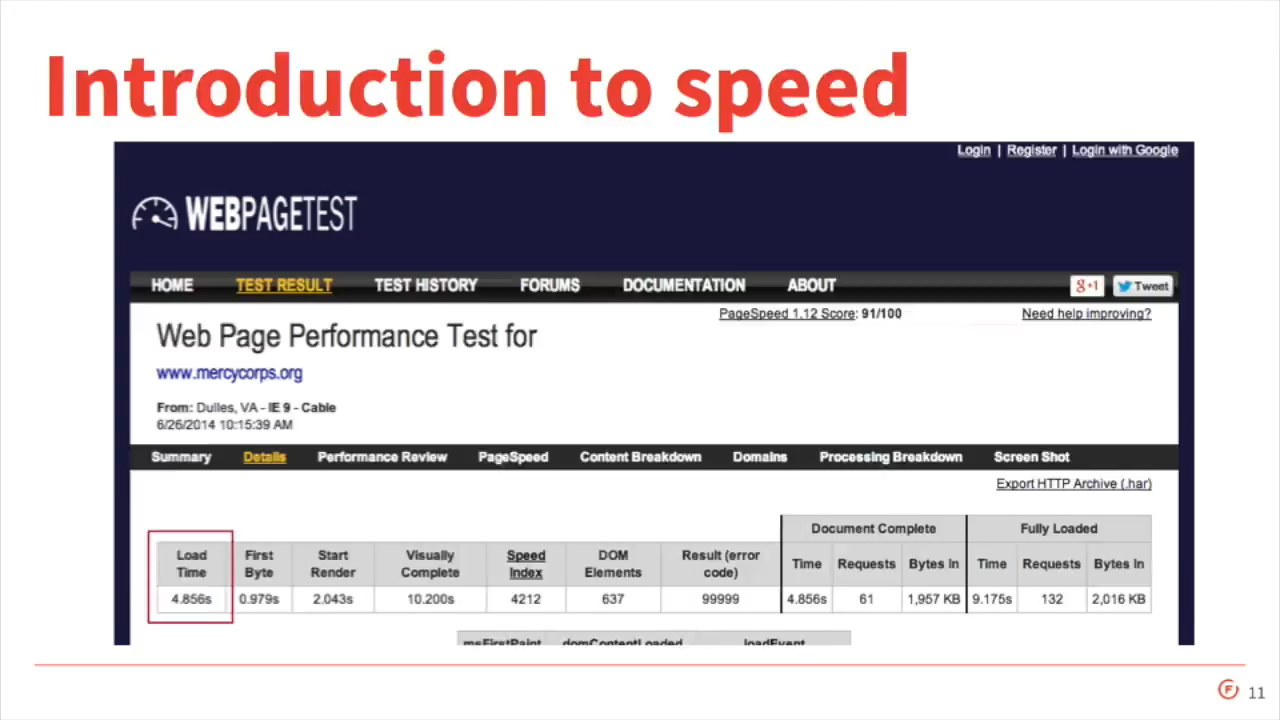 Introduction to speed
Login | Register | Login with Google
WEBPAGETEST
HOME TEST RESULT TEST HISTORY FORUMS DOCUMENTATION ABOUT
g+1 Tweet
PageSpeed 1.12 Score: 91/100 Need help improving?
Web Page Performance Test for
www.mercycorps.org
From: Dulles, VA - IE 9 - Cable
6/26/2014 10:15:39 AM
Summary Details Performance Review PageSpeed Content Breakdown Domains Processing Breakdown Screen Shot
Export HTTP Archive (.har)
Document Complete Fully Loaded
Load Time First Byte Start Render Visually Complete Speed Index DOM Elements Result (error code) Time Requests Bytes In Time Requests Bytes In
4.856s 0.979s 2.043s 10.200s 4212 637 99999 4.856s 61 1,957 KB 9.175s 132 2,016 KB
msFirstPaint domContentLoaded loadEvent
F 11